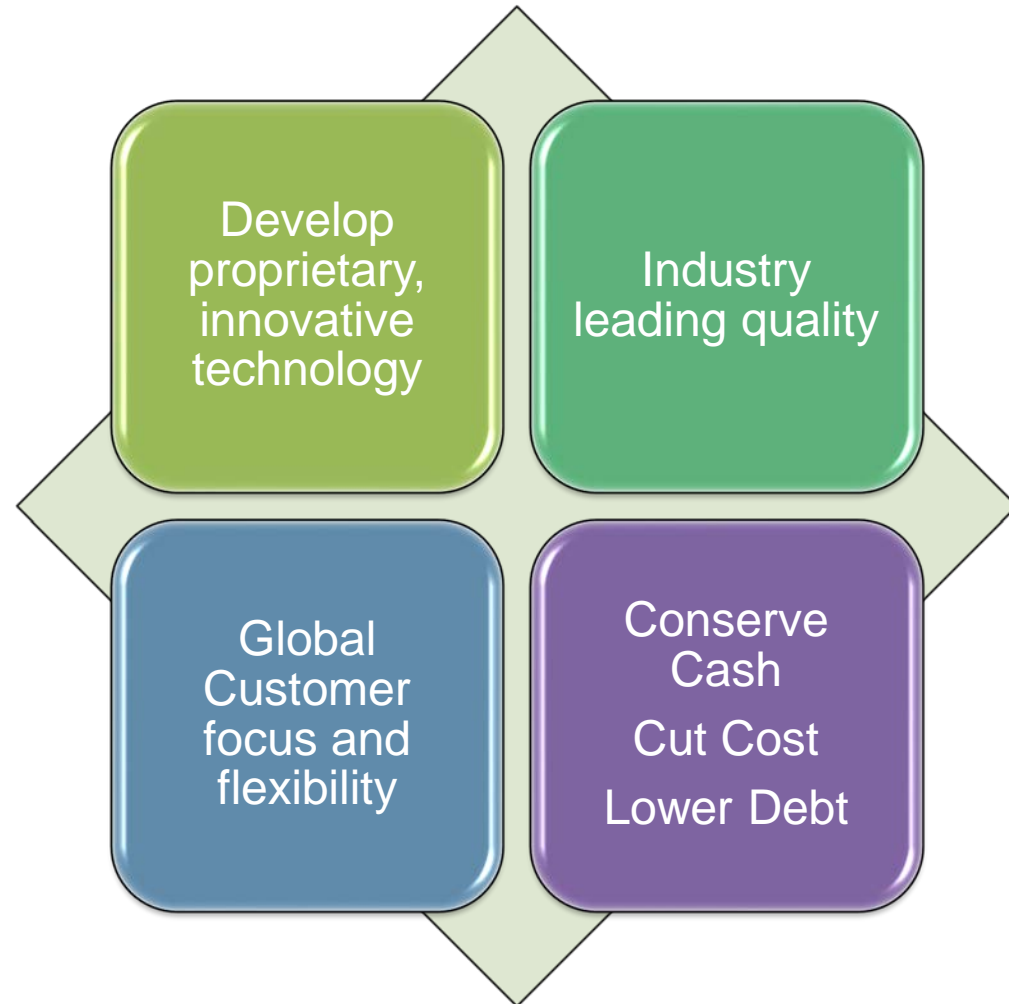 Develop
proprietary,
innovative
technology
Industry
leading quality
Global
Customer
focus and
flexibility
Conserve
Cash
Cut Cost
Lower Debt